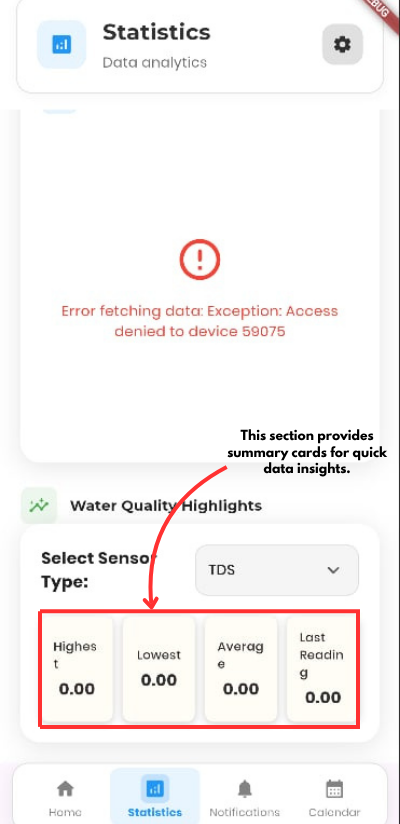 BUG
Statistics
Data analytics
Error fetching data: Exception: Access
denied to device 59075
This section provides
summary cards for quick
data insights.
Water Quality Highlights
Select Sensor
Type:
TDS
Highes
t
0.00
Lowest
0.00
Averag
e
0.00
Last
Readin
g
0.00
Home
Statistics
Notifications
Calendar